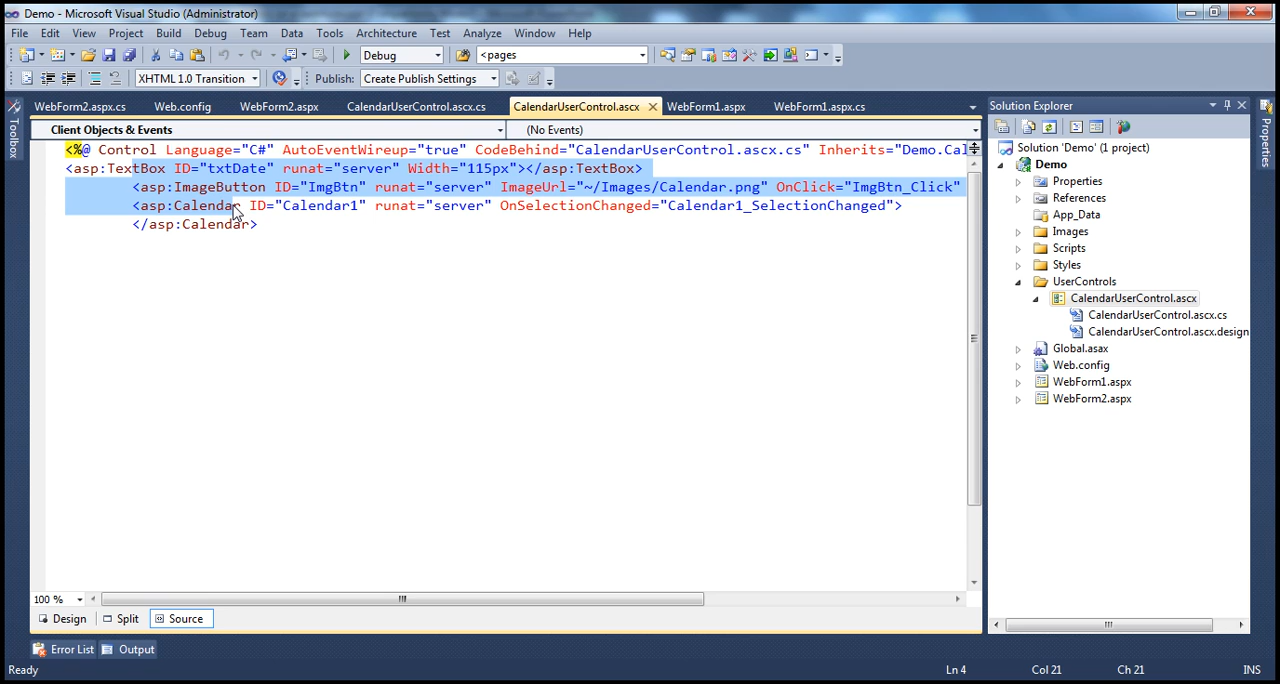 Demo - Microsoft Visual Studio (Administrator)
File Edit View Project Build Debug Team Data Tools Architecture Test Analyze Window Help
Debug <pages
XHTML 1.0 Transition Publish: Create Publish Settings
WebForm2.aspx.cs Web.config WebForm2.aspx CalendarUserControl.ascx.cs CalendarUserControl.ascx WebForm1.aspx WebForm1.aspx.cs
Toolbox
Client Objects & Events (No Events)
<%@ Control Language="C#" AutoEventWireup="true" CodeBehind="CalendarUserControl.ascx.cs" Inherits="Demo.Cal
<asp:TextBox ID="txtDate" runat="server" Width="115px"></asp:TextBox>
<asp:ImageButton ID="ImgBtn" runat="server" ImageUrl="~/Images/Calendar.png" OnClick="ImgBtn_Click"
<asp:Calendar ID="Calendar1" runat="server" OnSelectionChanged="Calendar1_SelectionChanged">
</asp:Calendar>
100 %
Design Split Source
Error List Output
Ready Ln 4 Col 21 Ch 21 INS
Solution Explorer
Solution 'Demo' (1 project)
Demo
Properties
References
App_Data
Images
Scripts
Styles
UserControls
CalendarUserControl.ascx
CalendarUserControl.ascx.cs
CalendarUserControl.ascx.design
Global.asax
Web.config
WebForm1.aspx
WebForm2.aspx
Properties